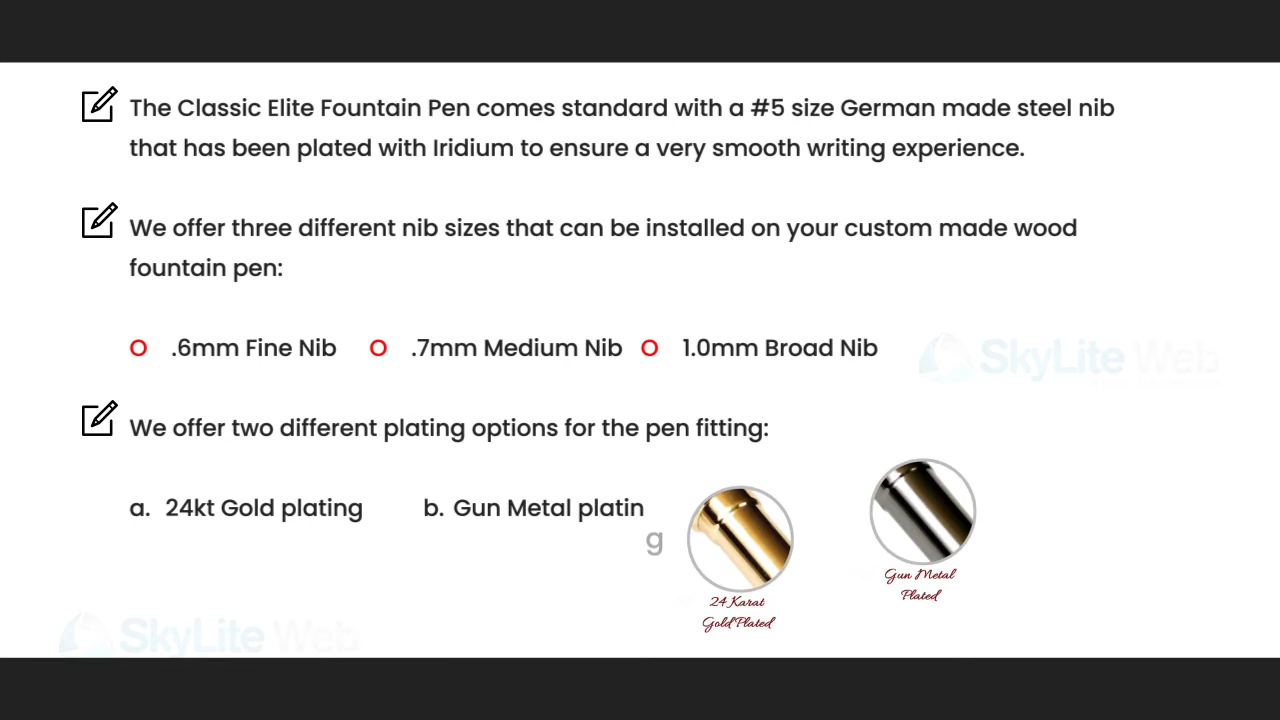 The Classic Elite Fountain Pen comes standard with a #5 size German made steel nib
that has been plated with Iridium to ensure a very smooth writing experience.
We offer three different nib sizes that can be installed on your custom made wood
fountain pen:
O .6mm Fine Nib O .7mm Medium Nib O 1.0mm Broad Nib
SkyLite Web
We offer two different plating options for the pen fitting:
a. 24kt Gold plating b. Gun Metal platin
g
24 Karat
Gold Plated
Gun Metal
Plated
SkyLite Web